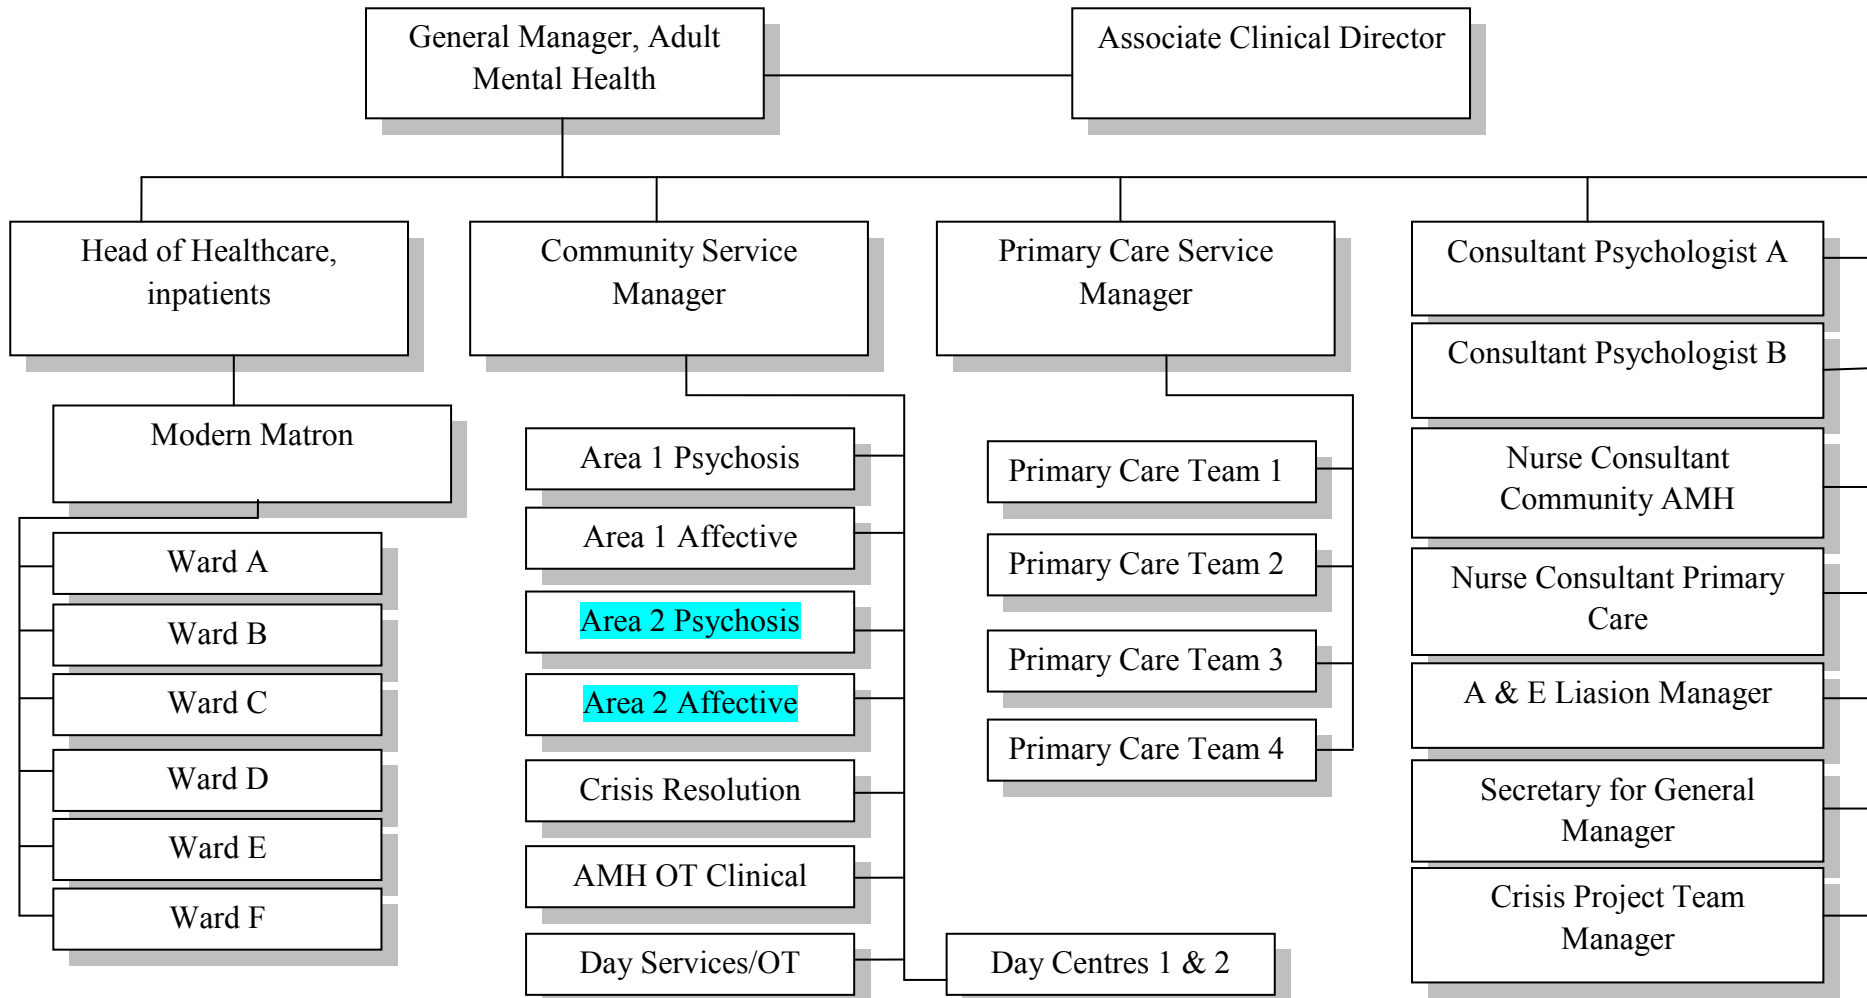 General Manager, Adult
Mental Health
Associate Clinical Director
Head of Healthcare,
inpatients
Community Service
Manager
Primary Care Service
Manager
Consultant Psychologist A
Consultant Psychologist B
Modern Matron
Ward A
Ward B
Ward C
Ward D
Ward E
Ward F
Area 1 Psychosis
Area 1 Affective
Area 2 Psychosis
Area 2 Affective
Crisis Resolution
AMH OT Clinical
Day Services/OT
Day Centres 1 & 2
Primary Care Team 1
Primary Care Team 2
Primary Care Team 3
Primary Care Team 4
Nurse Consultant
Community AMH
Nurse Consultant Primary
Care
A & E Liasion Manager
Secretary for General
Manager
Crisis Project Team
Manager